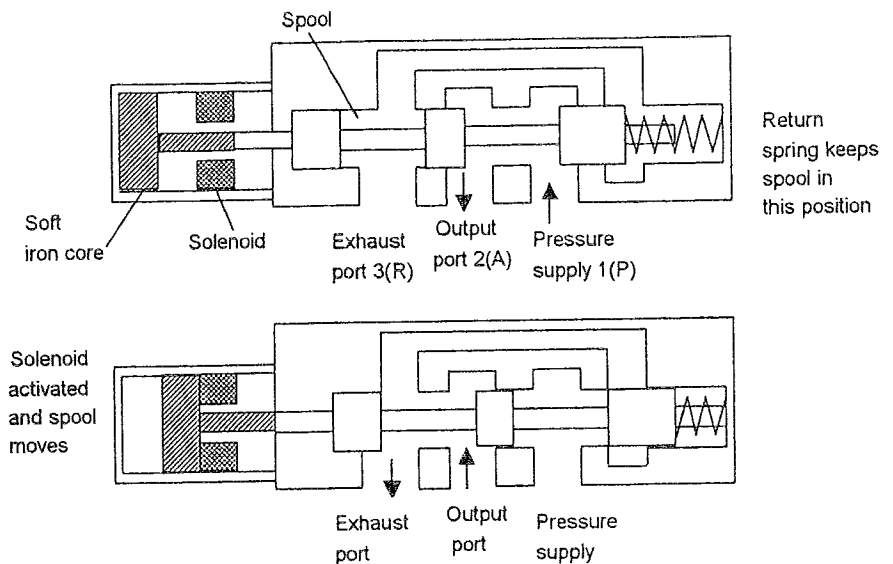 Spool
Return
spring keeps
spool in
this position
Soft
iron core
Solenoid
Exhaust
port 3(R)
Output
port 2(A)
Pressure
supply 1(P)
Solenoid
activated
and spool
moves
Exhaust
port
Output
port
Pressure
supply